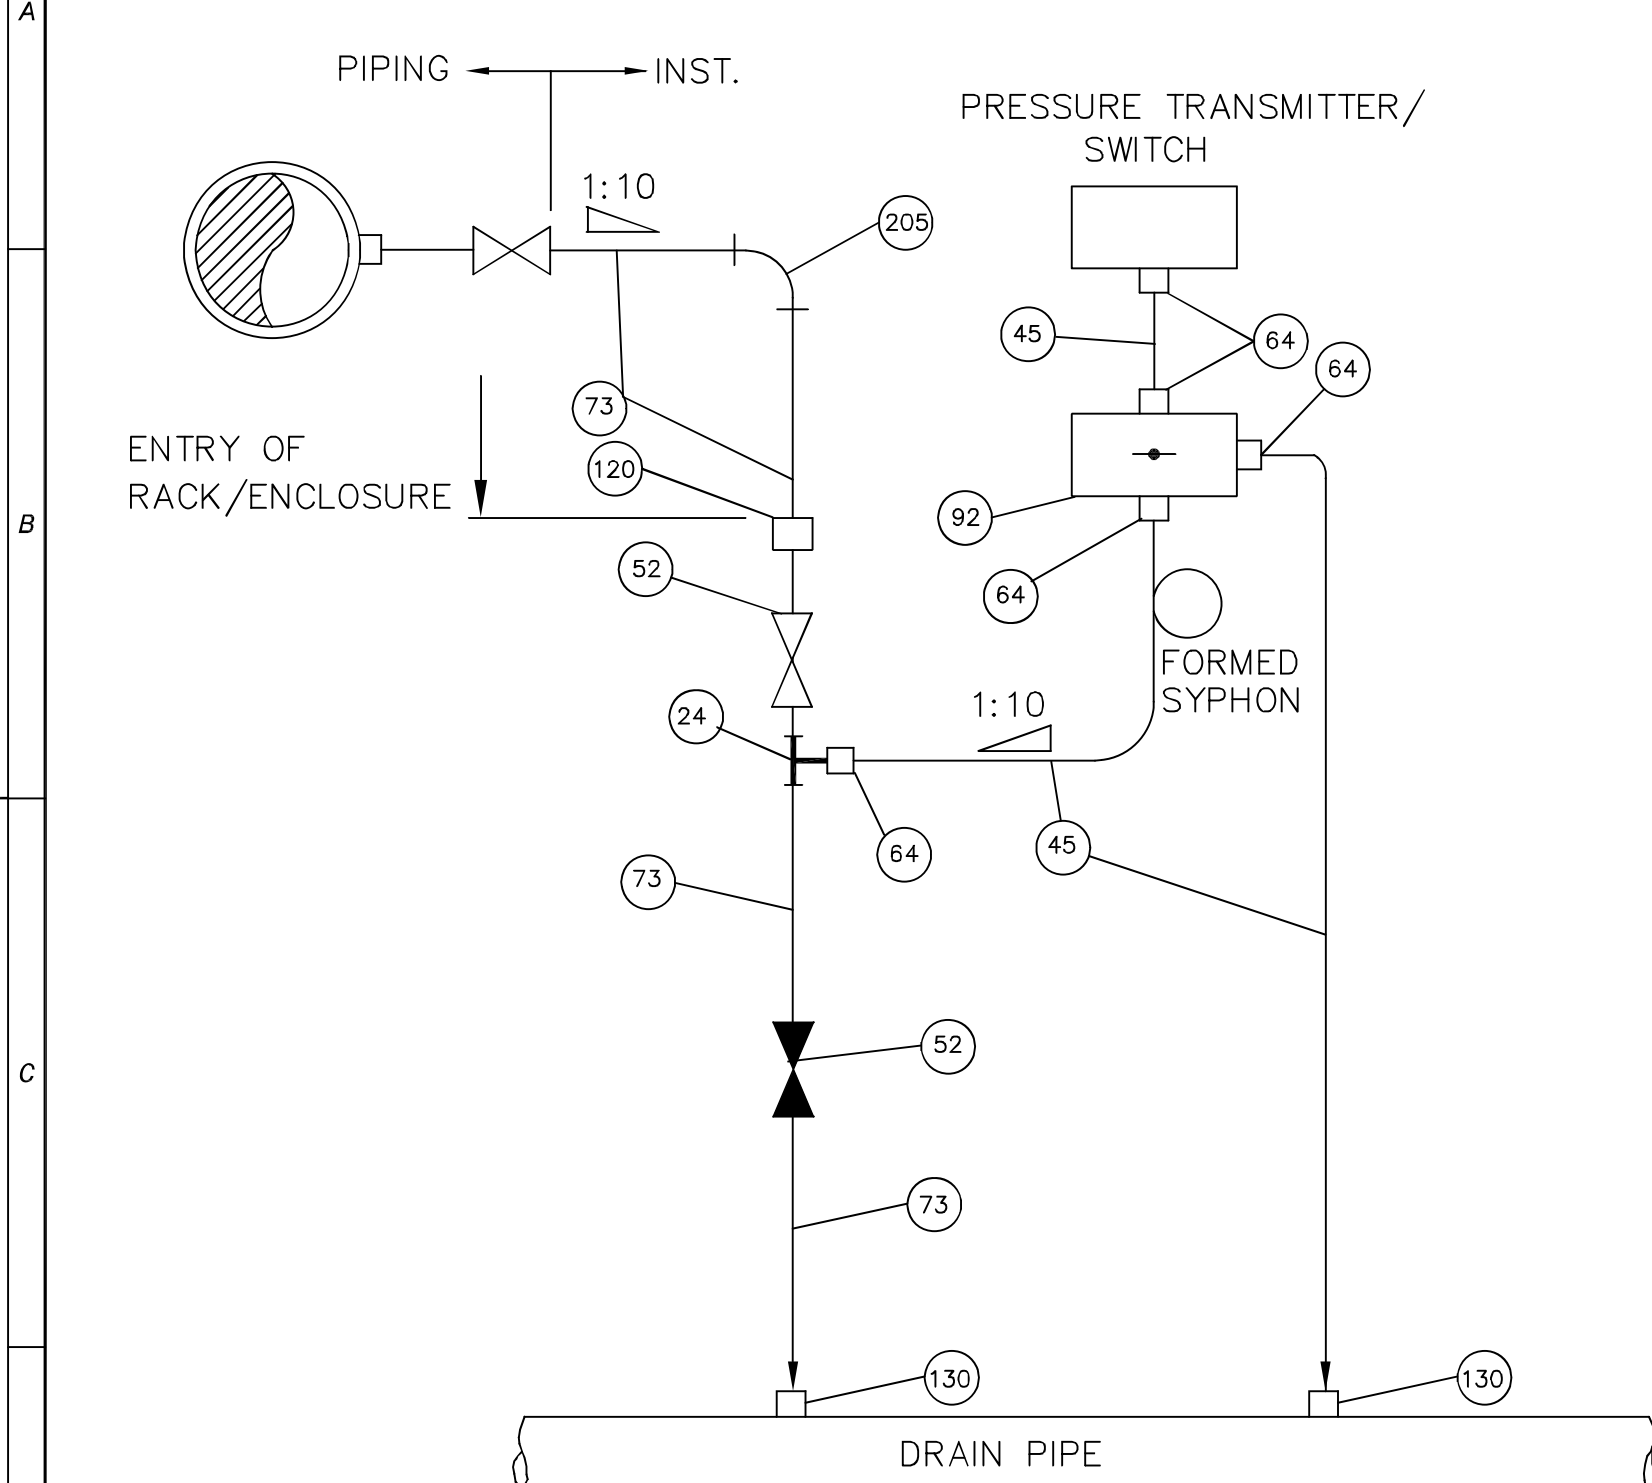 A
PIPING
INST.
PRESSURE TRANSMITTER/
SWITCH
1:10
205
45
64
64
73
ENTRY OF
RACK/ENCLOSURE
120
92
B
52
64
FORMED
SYPHON
24
1:10
64
45
73
C
52
73
130
130
DRAIN PIPE